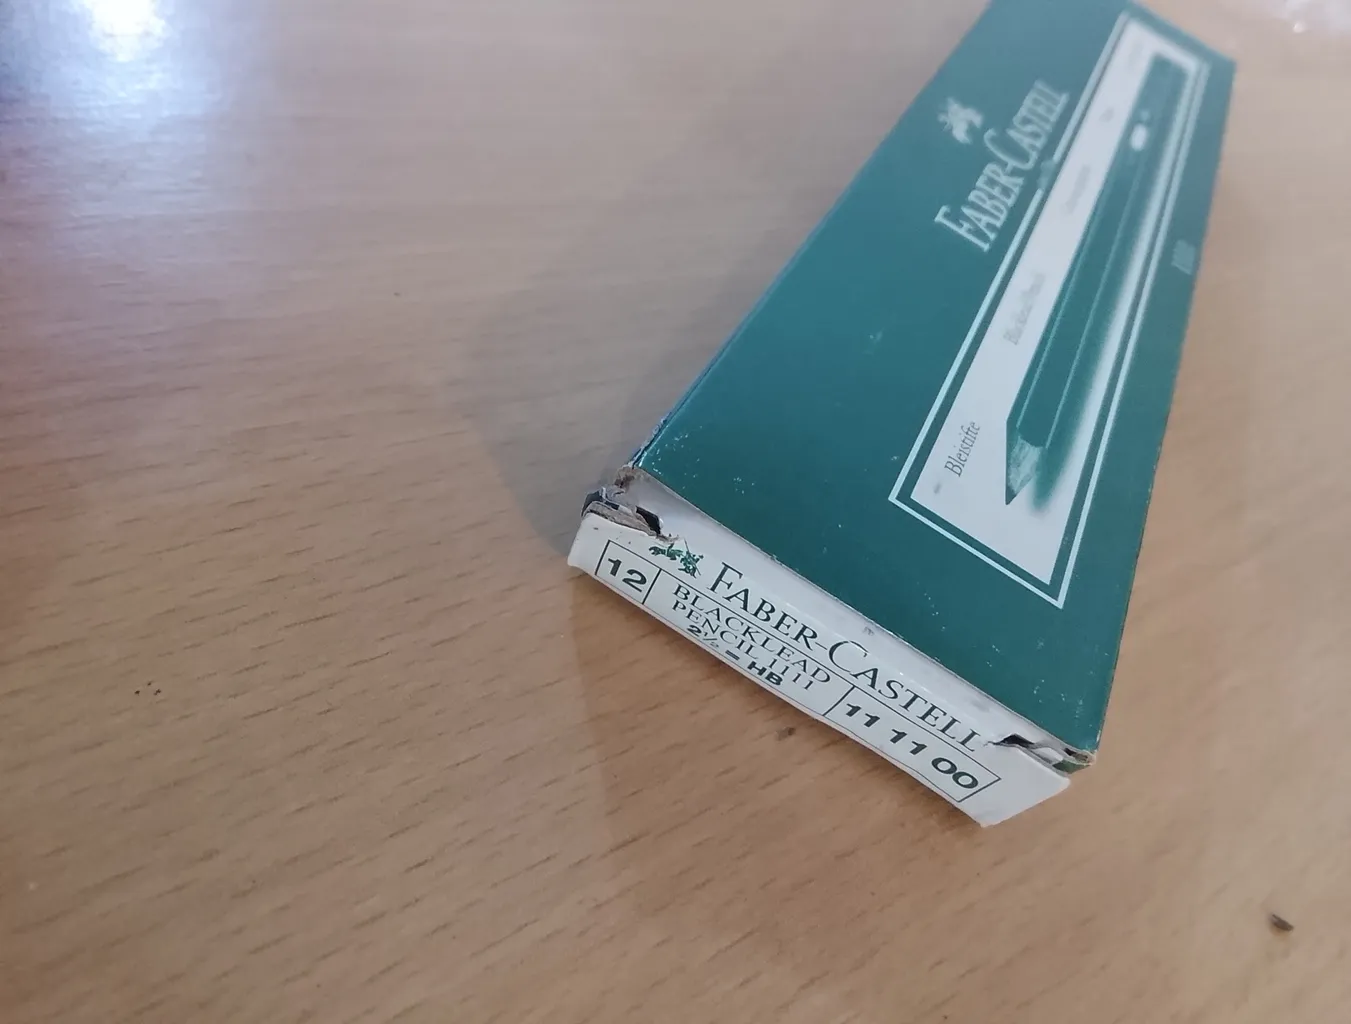 FABER-CASTELL
Bleistifte
12
FABER-CASTELL
BLACKLEAD
PENCIL 1111
2½ = HB
11 11 00